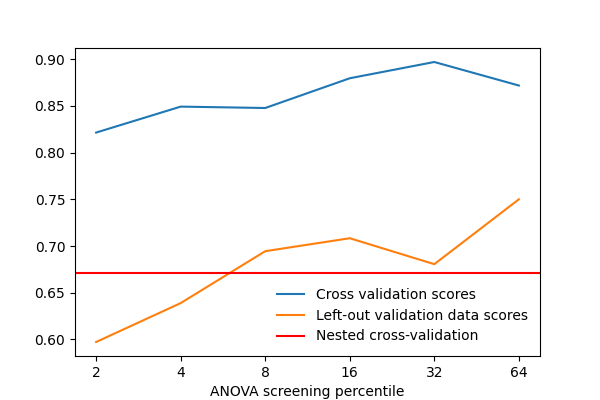 0.90
0.85
0.80
0.75
0.70
0.65
0.60
Cross validation scores
Left-out validation data scores
Nested cross-validation
2 4 8 16 32 64
ANOVA screening percentile